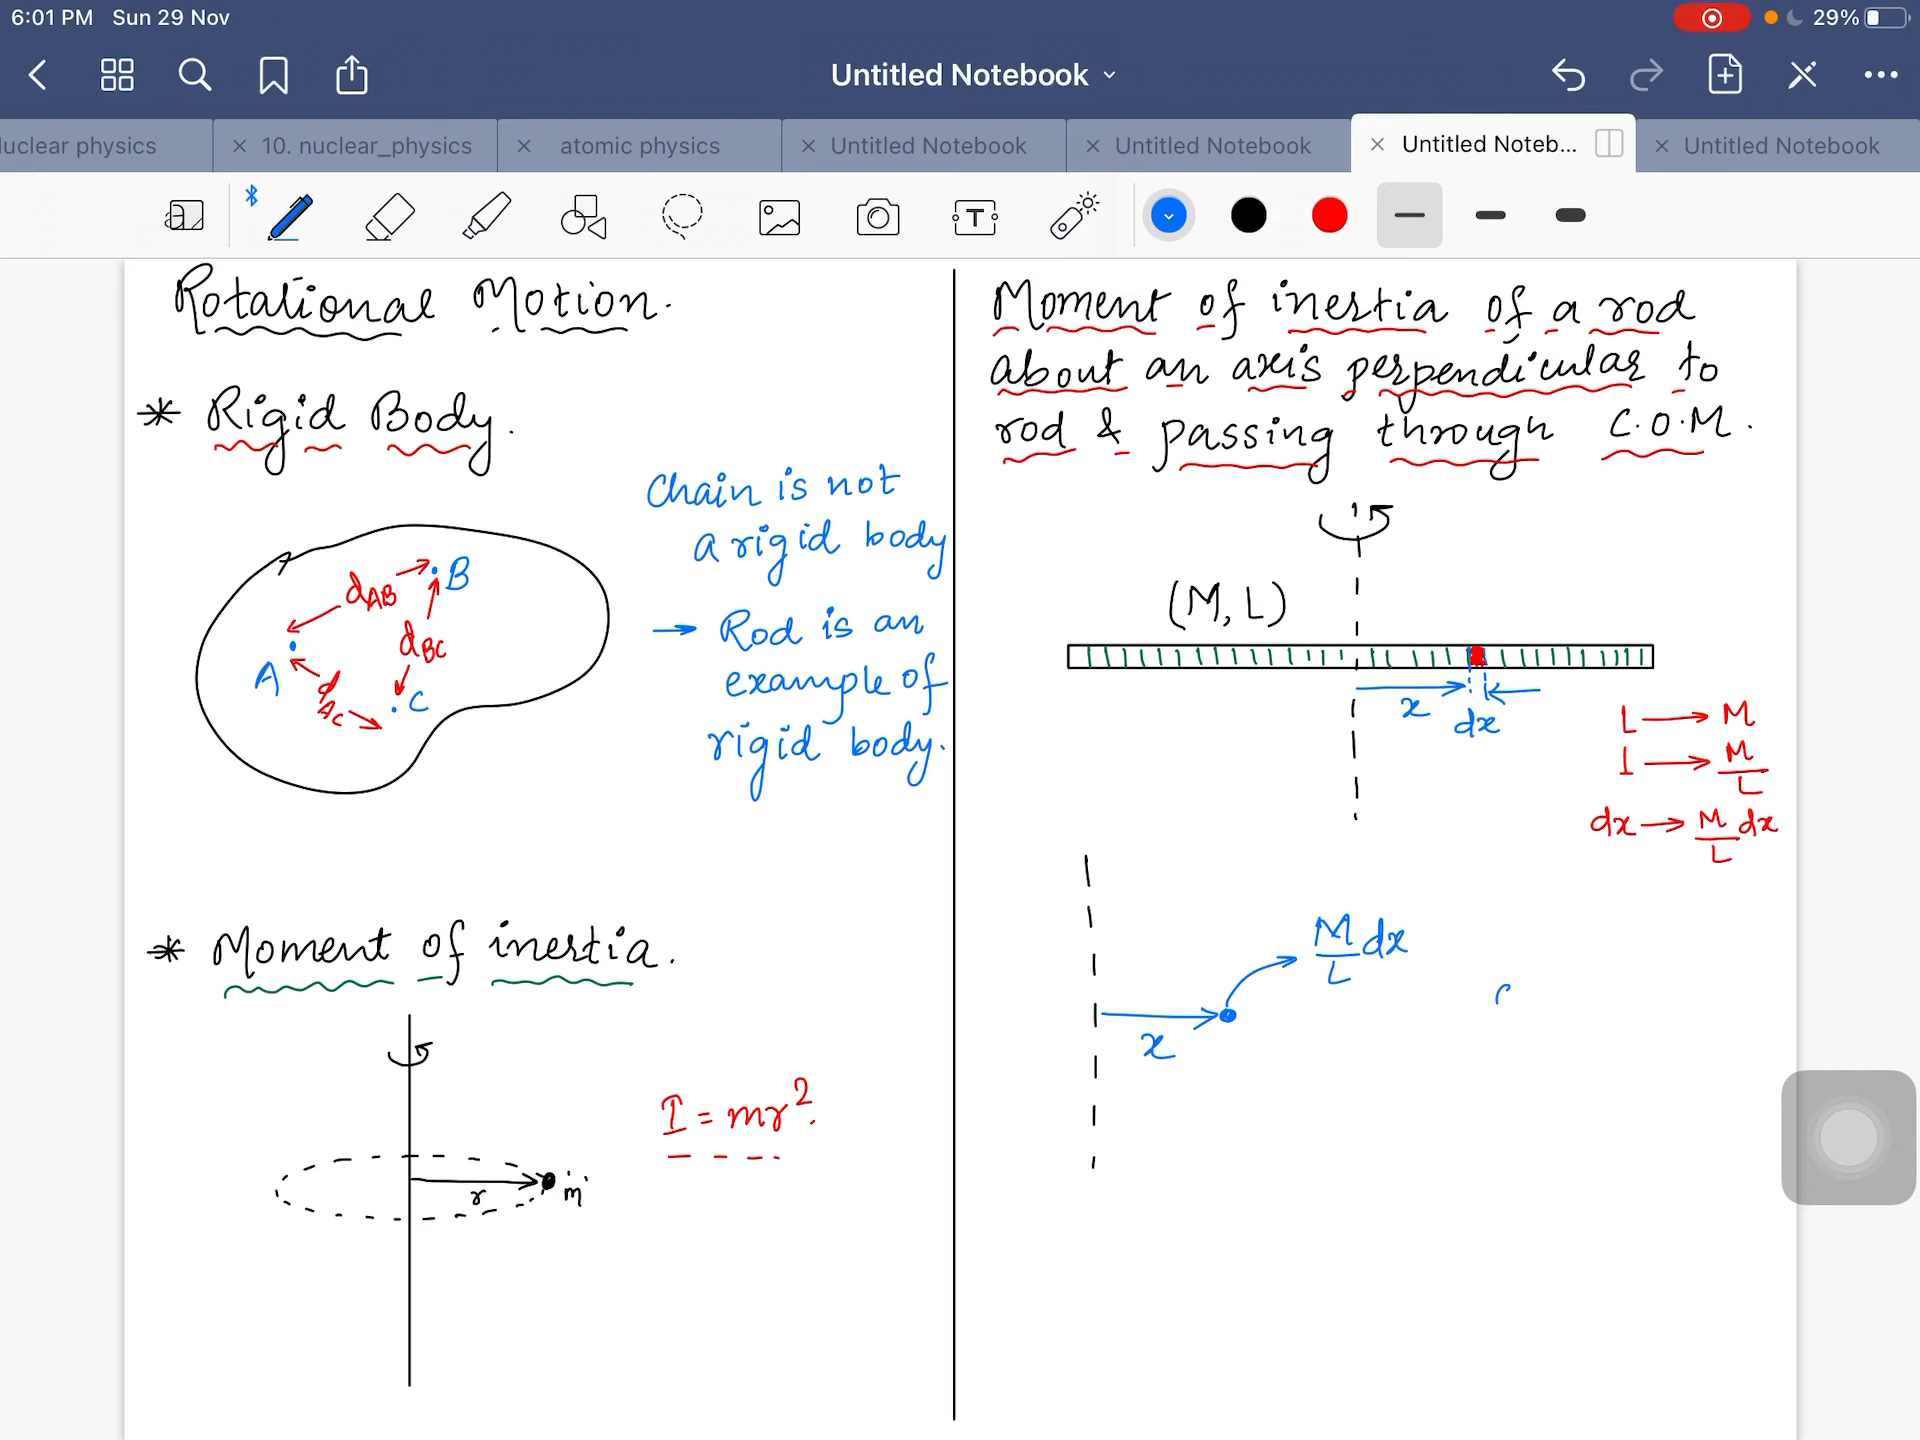 6:01 PM Sun 29 Nov
29%
Untitled Notebook
luclear physics
10. nuclear_physics
atomic physics
Untitled Notebook
Untitled Notebook
Untitled Noteb...
Untitled Notebook
Rotational Motion.
* Rigid Body.
Chain is not
a rigid body
→ Rod is an
example of
rigid body.
A
B
C
dAB
dBC
dAC
* Moment of inertia.
r
m
I = mr².
Moment of inertia of a rod
about an axis perpendicular to
rod & passing through C.O.M.
(M, L)
x
dx
L → M
1 → M/L
dx → M/L dx
M/L dx
x